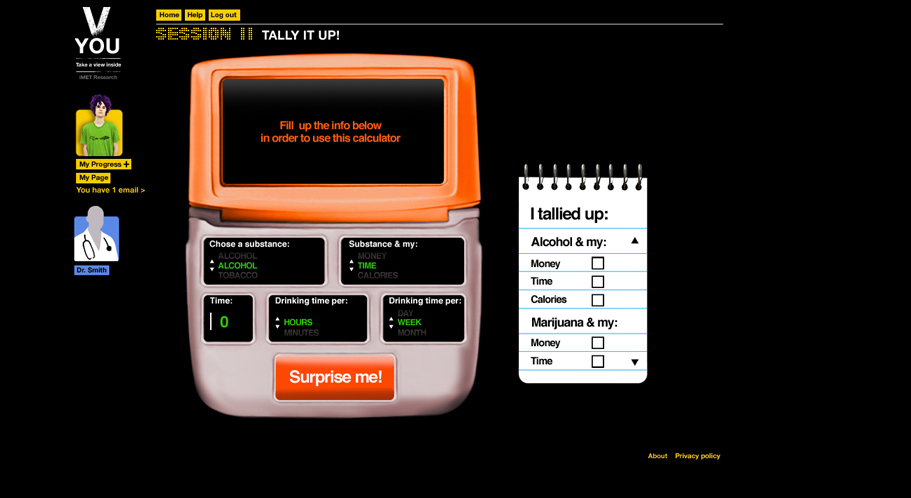 V
YOU
Take a view inside
iMET Research
Home Help Log out
SESSION II TALLY IT UP!
My Progress +
My Page
You have 1 email >
Dr. Smith
Fill up the info below
in order to use this calculator
Chose a substance:
ALCOHOL
ALCOHOL
TOBACCO
Substance & my:
MONEY
TIME
CALORIES
Time:
0
Drinking time per:
HOURS
MINUTES
Drinking time per:
DAY
WEEK
MONTH
Surprise me!
I tallied up:
Alcohol & my:
Money
Time
Calories
Marijuana & my:
Money
Time
About Privacy policy